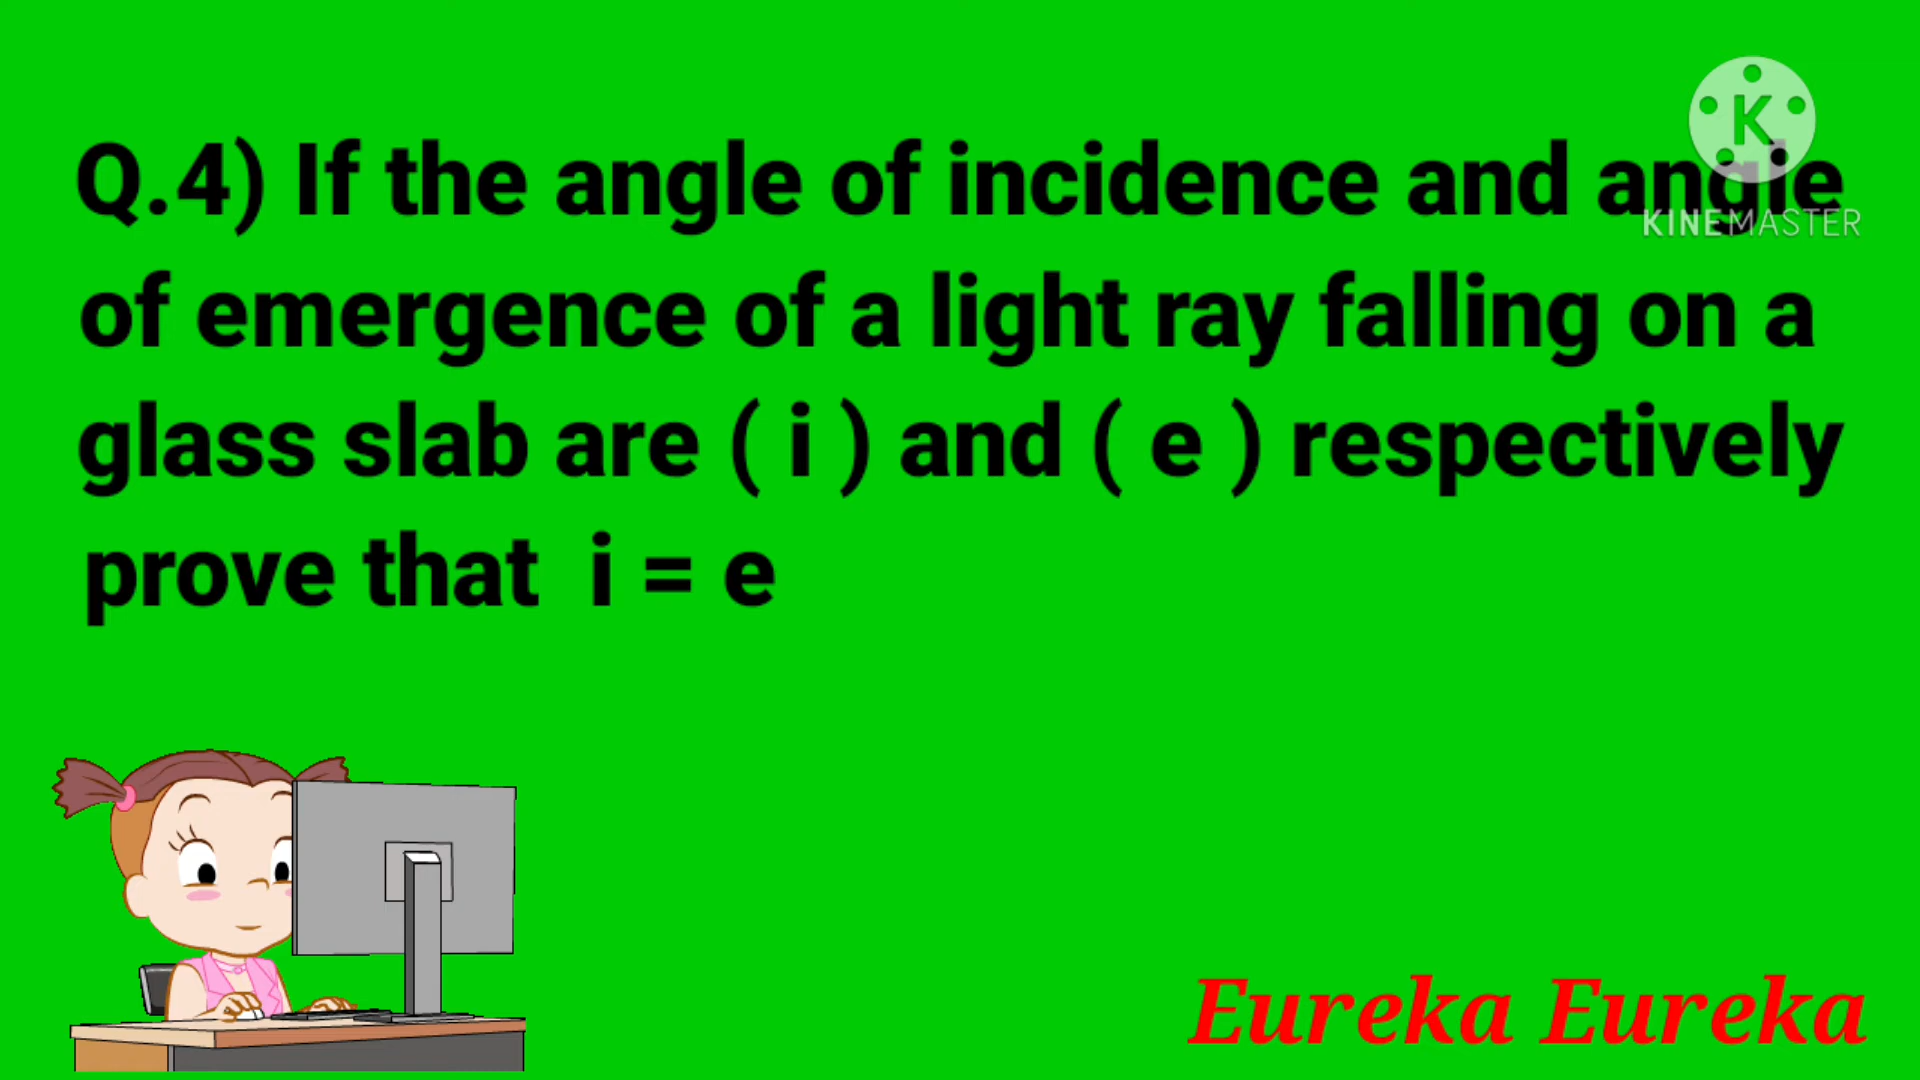 K
KINEMASTER
Q.4) If the angle of incidence and angle
of emergence of a light ray falling on a
glass slab are ( i ) and ( e ) respectively
prove that i = e
Eureka Eureka